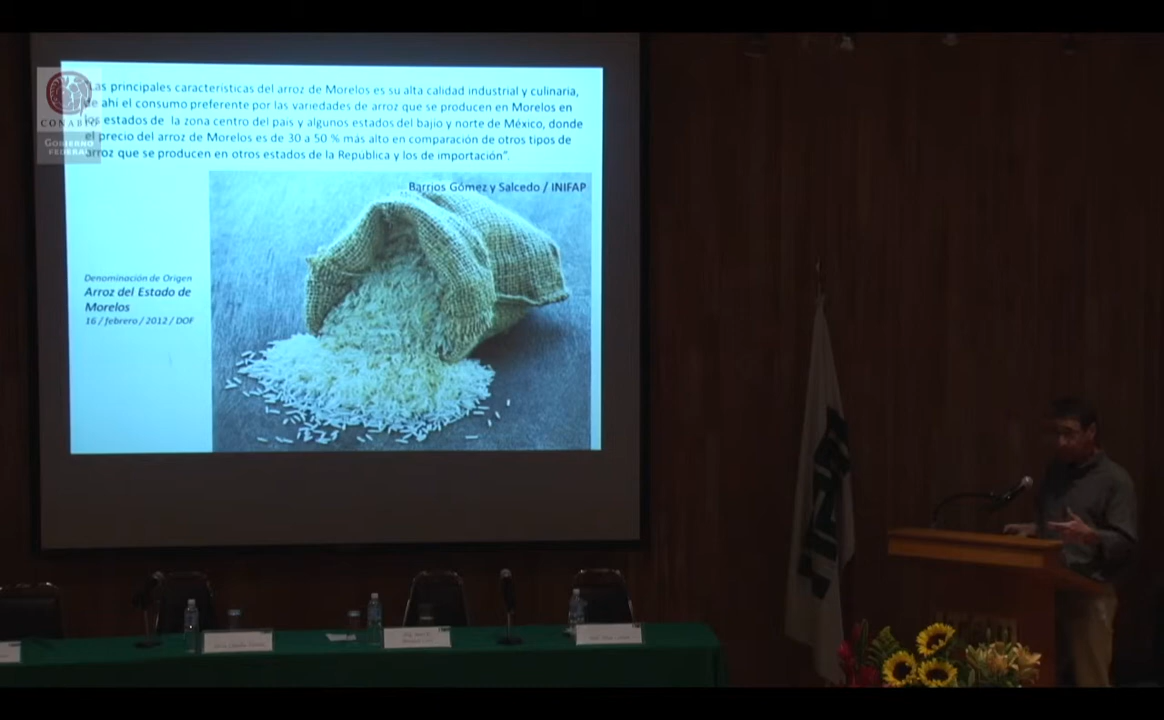 "Las principales características del arroz de Morelos es su alta calidad industrial y culinaria,
de ahí el consumo preferente por las variedades de arroz que se producen en Morelos en
los estados de la zona centro del país y algunos estados del bajío y norte de México, donde
el precio del arroz de Morelos es de 30 a 50 % más alto en comparación de otros tipos de
arroz que se producen en otros estados de la República y los de importación".
CONABIO
GOBIERNO
FEDERAL
Barrios Gómez y Salcedo / INIFAP
Denominación de Origen
Arroz del Estado de
Morelos
16 / febrero / 2012 / DOF